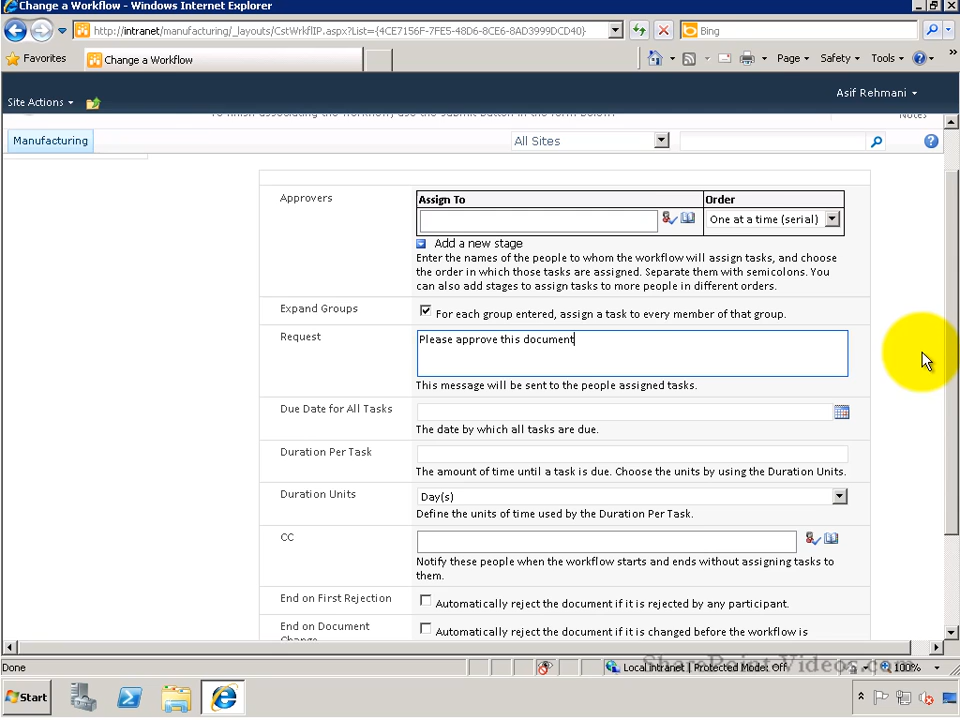 Change a Workflow - Windows Internet Explorer
http://intranet/manufacturing/_layouts/CstWrkflIP.aspx?List={4CE7156F-7FE5-48D6-8CE6-8AD3999DCD40}
Bing
Favorites
Change a Workflow
Page
Safety
Tools
Site Actions
Asif Rehmani
To finish associating the workflow, use the submit button in the form below.
Notes
Manufacturing
All Sites
Approvers
Assign To
Order
One at a time (serial)
Add a new stage
Enter the names of the people to whom the workflow will assign tasks, and choose
the order in which those tasks are assigned. Separate them with semicolons. You
can also add stages to assign tasks to more people in different orders.
Expand Groups
For each group entered, assign a task to every member of that group.
Request
Please approve this document
This message will be sent to the people assigned tasks.
Due Date for All Tasks
The date by which all tasks are due.
Duration Per Task
The amount of time until a task is due. Choose the units by using the Duration Units.
Duration Units
Day(s)
Define the units of time used by the Duration Per Task.
CC
Notify these people when the workflow starts and ends without assigning tasks to
them.
End on First Rejection
Automatically reject the document if it is rejected by any participant.
End on Document
Change
Automatically reject the document if it is changed before the workflow is
Done
Local intranet | Protected Mode: Off
100%
SharePoint-Videos.com
Start